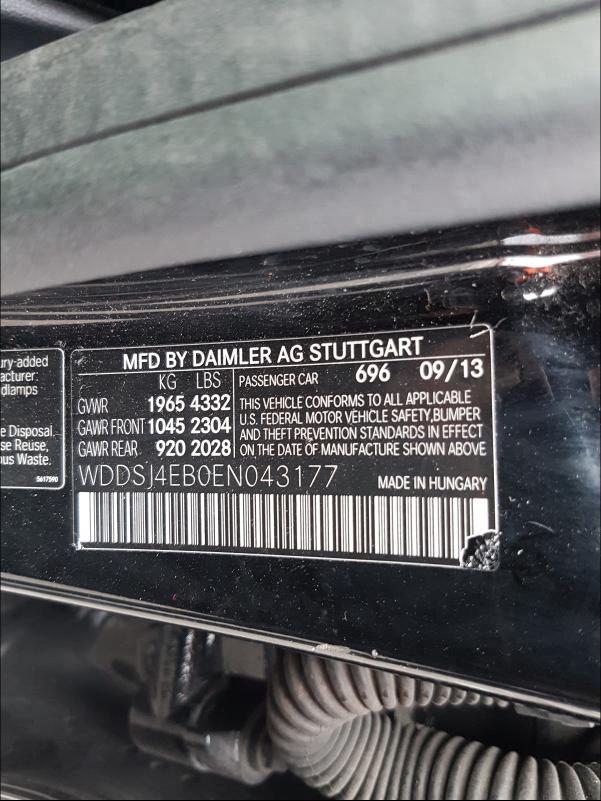 MFD BY DAIMLER AG STUTTGART
KG LBS
GVWR 1965 4332
GAWR FRONT 1045 2304
GAWR REAR 920 2028
PASSENGER CAR 696 09/13
THIS VEHICLE CONFORMS TO ALL APPLICABLE
U.S. FEDERAL MOTOR VEHICLE SAFETY, BUMPER
AND THEFT PREVENTION STANDARDS IN EFFECT
ON THE DATE OF MANUFACTURE SHOWN ABOVE
WDDSJ4EB0EN043177 MADE IN HUNGARY
ury-added
acturer:
dlamps
e Disposal.
se Reuse,
ous Waste.
5617590